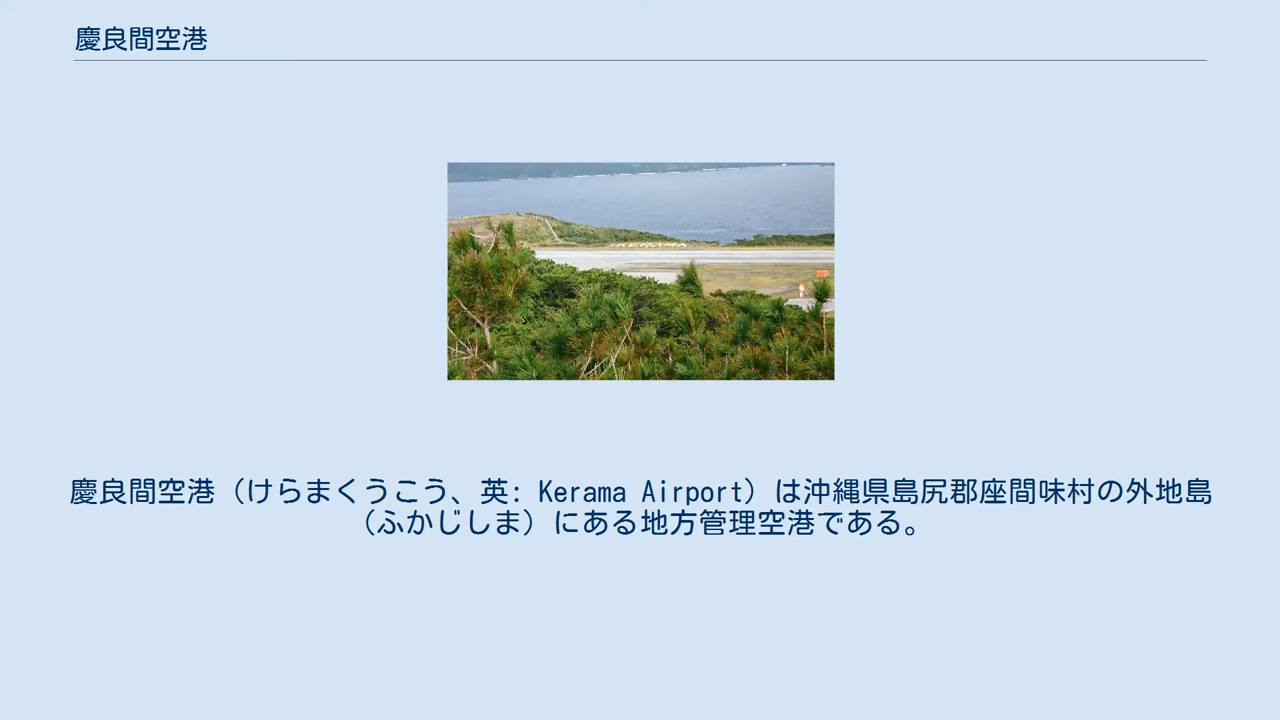 慶良間空港
KERAMA
慶良間空港（けらまくうこう、英: Kerama Airport）は沖縄県島尻郡座間味村の外地島
（ふかじしま）にある地方管理空港である。